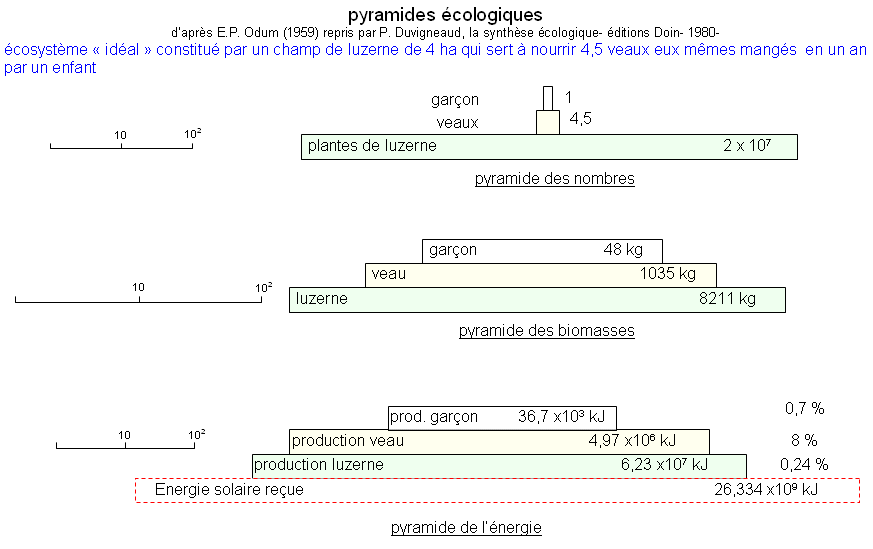 pyramides écologiques
d'après E.P. Odum (1959) repris par P. Duvigneaud, la synthèse écologique- éditions Doin- 1980-
écosystème « idéal » constitué par un champ de luzerne de 4 ha qui sert à nourrir 4,5 veaux eux mêmes mangés en un an
par un enfant
garçon 1
veaux 4,5
10 10²
plantes de luzerne 2 x 10⁷
pyramide des nombres
garçon 48 kg
veau 1035 kg
10 10²
luzerne 8211 kg
pyramide des biomasses
prod. garçon 36,7 x10³ kJ 0,7 %
10 10²
production veau 4,97 x10⁶ kJ 8 %
production luzerne 6,23 x10⁷ kJ 0,24 %
Energie solaire reçue 26,334 x10⁹ kJ
pyramide de l'énergie